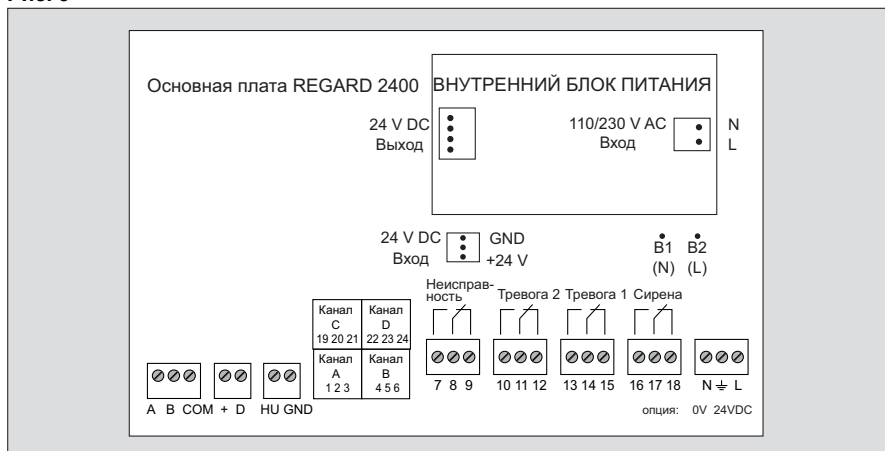 Основная плата REGARD 2400
ВНУТРЕННИЙ БЛОК ПИТАНИЯ
24 V DC
Выход
110/230 V AC
Вход
N
L
24 V DC
Вход
GND
+24 V
B1
(N)
B2
(L)
Неисправ-
ность
Тревога 2
Тревога 1
Сирена
Канал
C
19 20 21
Канал
D
22 23 24
Канал
A
1 2 3
Канал
B
4 5 6
7 8 9
10 11 12
13 14 15
16 17 18
N L
A B COM + D HU GND
опция: 0V 24VDC